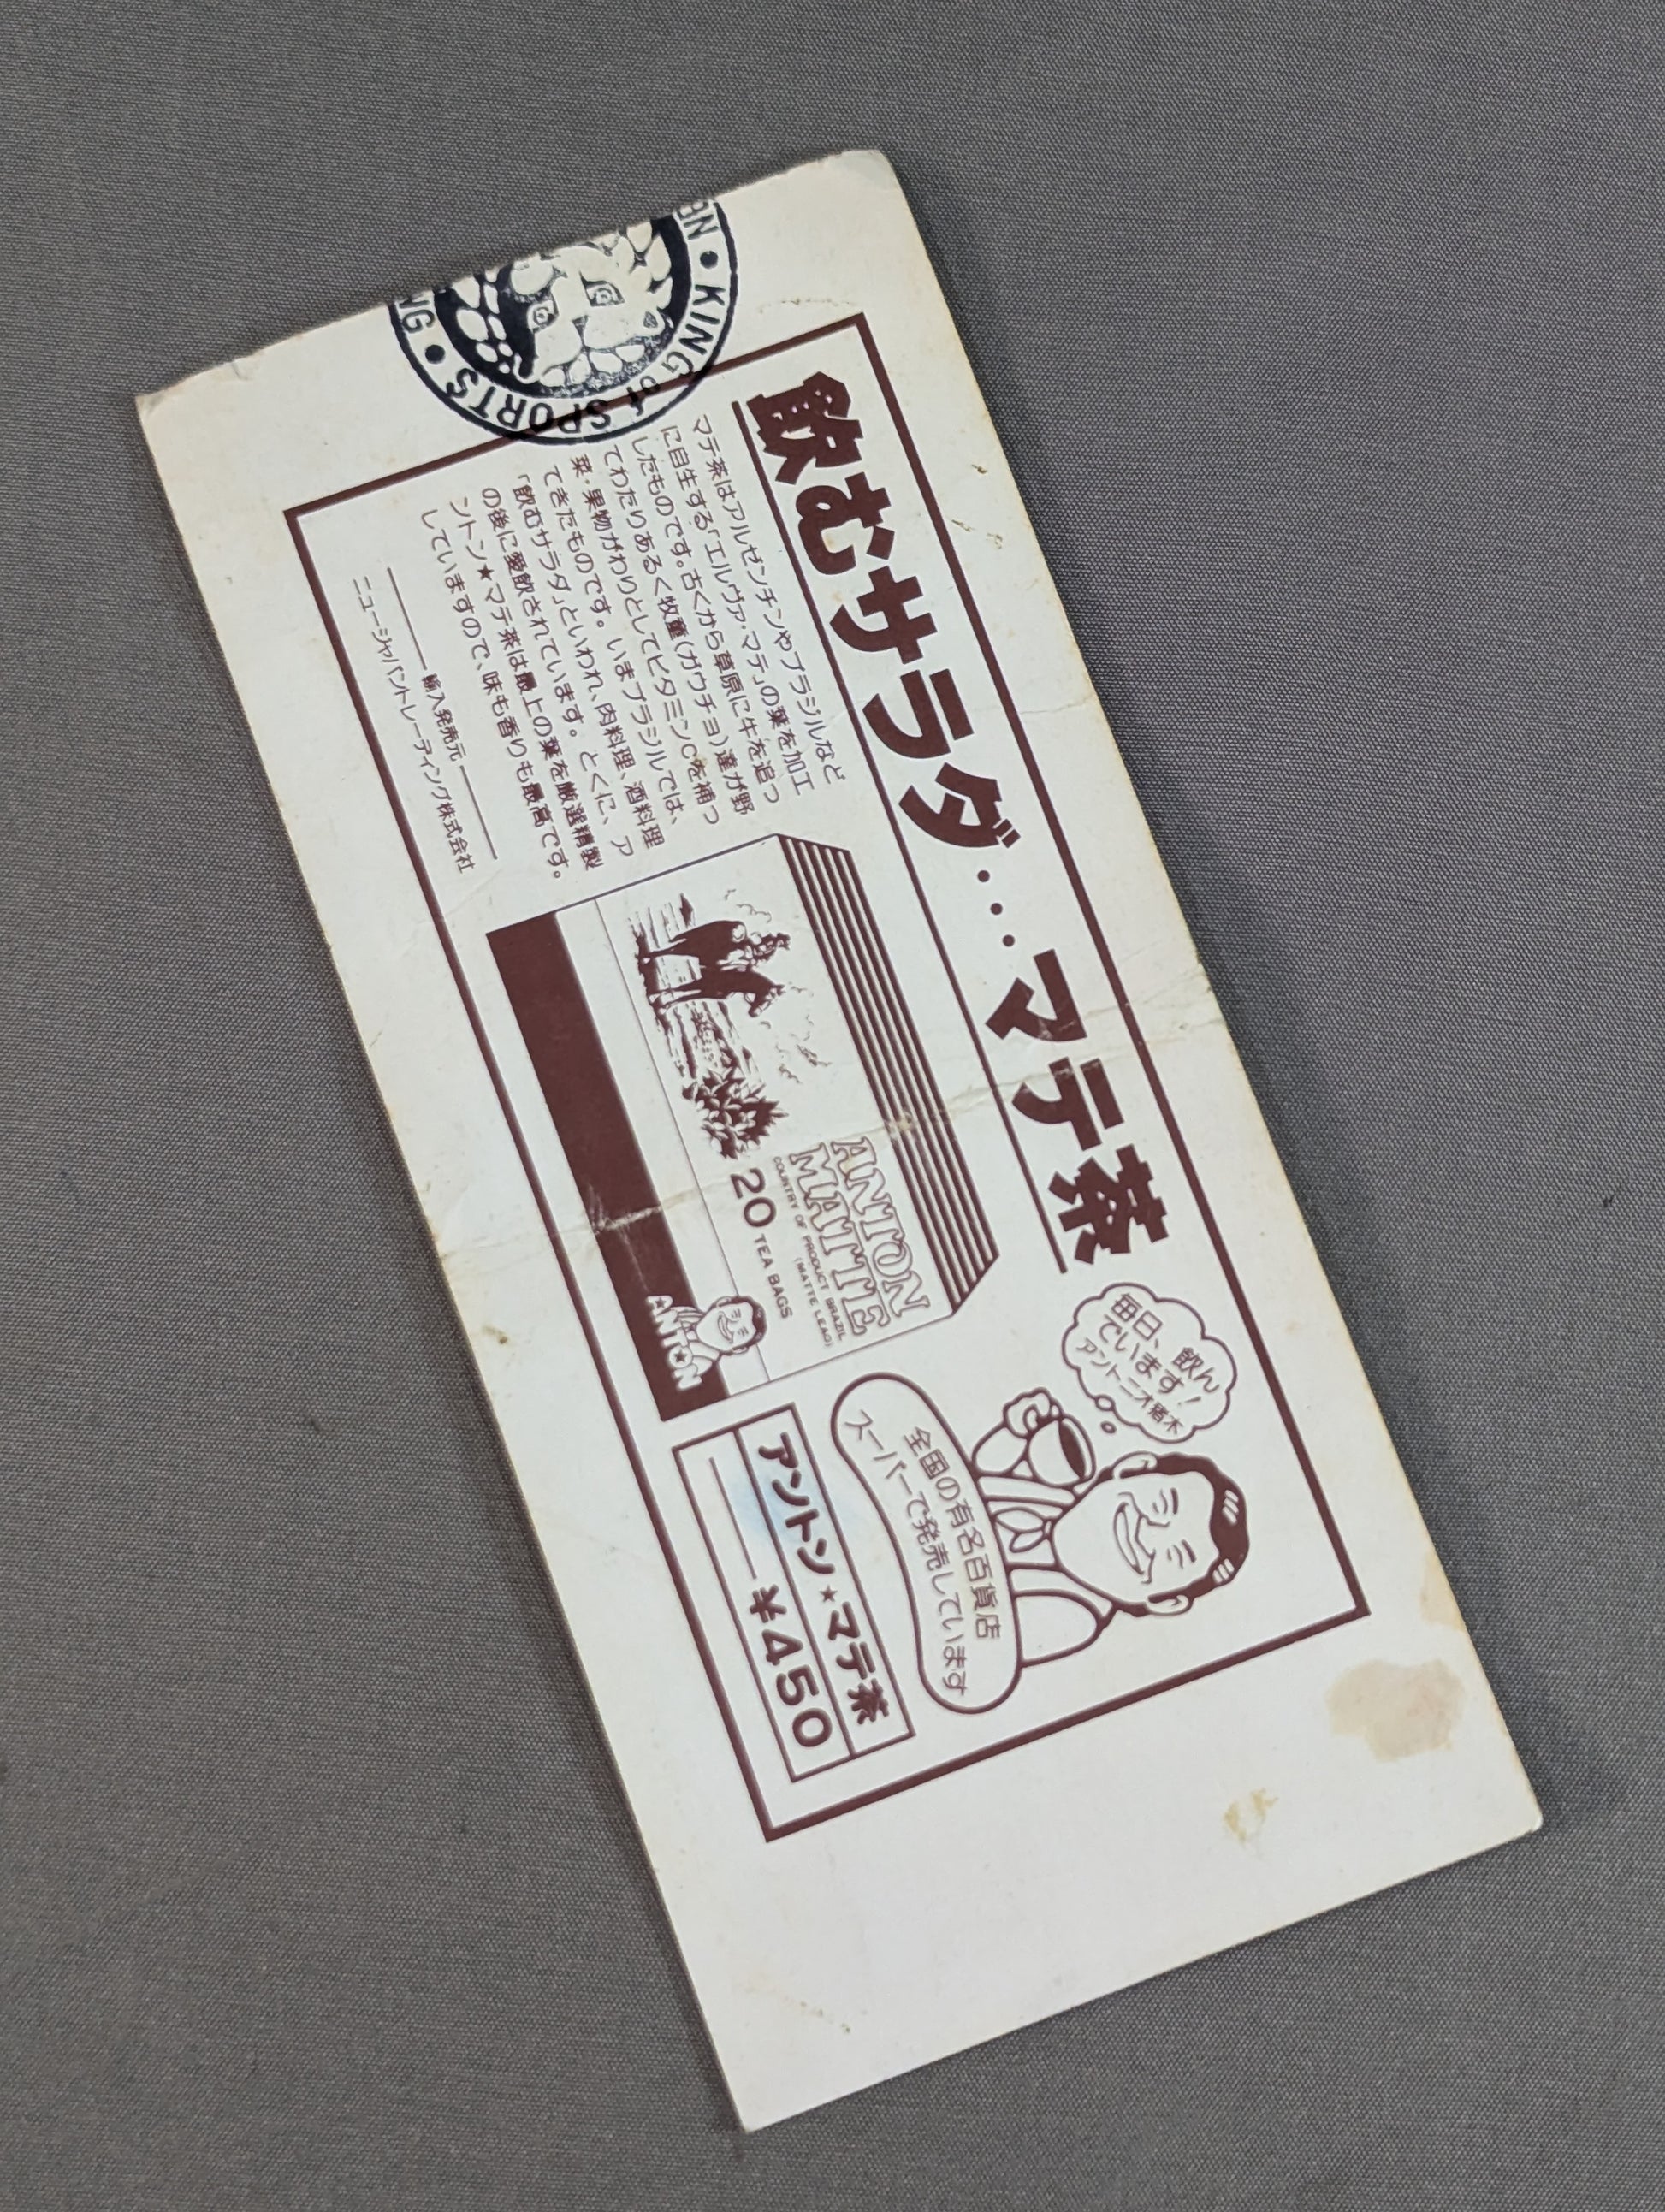 飲むサラダ…マテ茶
マテ茶はアルゼンチンやブラジルなど
に自生する「エルヴァ・マテ」の葉を加工
したものです。古くから草原に牛を追っ
てわたりあるく牧童(ガウチョ)達が野
菜・果物がわりとしてビタミンCを補っ
てきたものです。いまブラジルでは、
「飲むサラダ」といわれ、肉料理、酒料理
の後に愛飲されています。とくに、ア
ントン★マテ茶は最上の葉を厳選精製
していますので、味も香りも最高です。
輸入発売元
ニュージャパントレーディング株式会社
ANTON
MATTE
(MATTE LEAO)
COUNTRY OF PRODUCT BRAZIL
20 TEA BAGS
A★NT★ON
毎日、飲ん
でいます!
アントニオ猪木
全国の有名百貨店
スーパーで発売しています
アントン★マテ茶
¥450
KING of SPORTS
NG